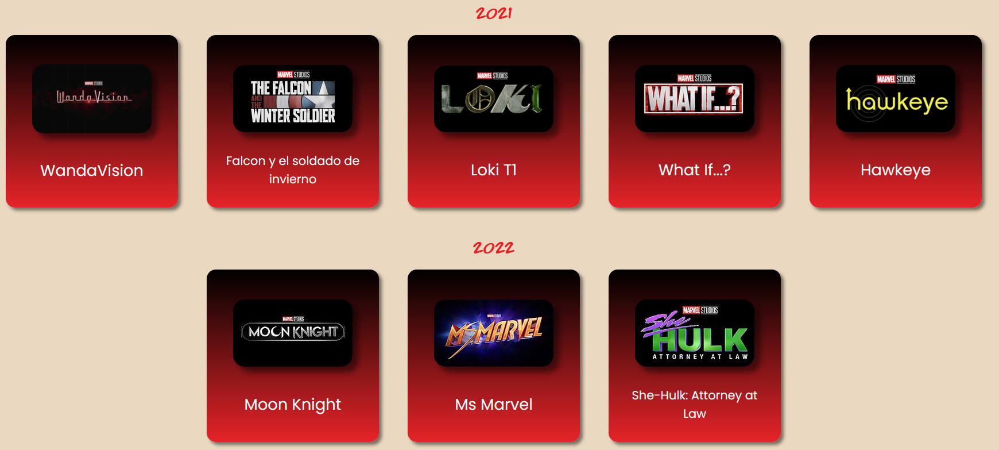 2021
MARVEL STUDIOS
WandaVision
WandaVision
MARVEL STUDIOS
THE FALCON
AND THE
WINTER SOLDIER
Falcon y el soldado de
invierno
MARVEL STUDIOS
LOKI
Loki T1
MARVEL STUDIOS
WHAT IF...?
What If...?
MARVEL STUDIOS
hawkeye
Hawkeye
2022
MARVEL STUDIOS
MOON KNIGHT
Moon Knight
MARVEL STUDIOS
MS MARVEL
Ms Marvel
MARVEL STUDIOS
She
HULK
ATTORNEY AT LAW
She-Hulk: Attorney at
Law